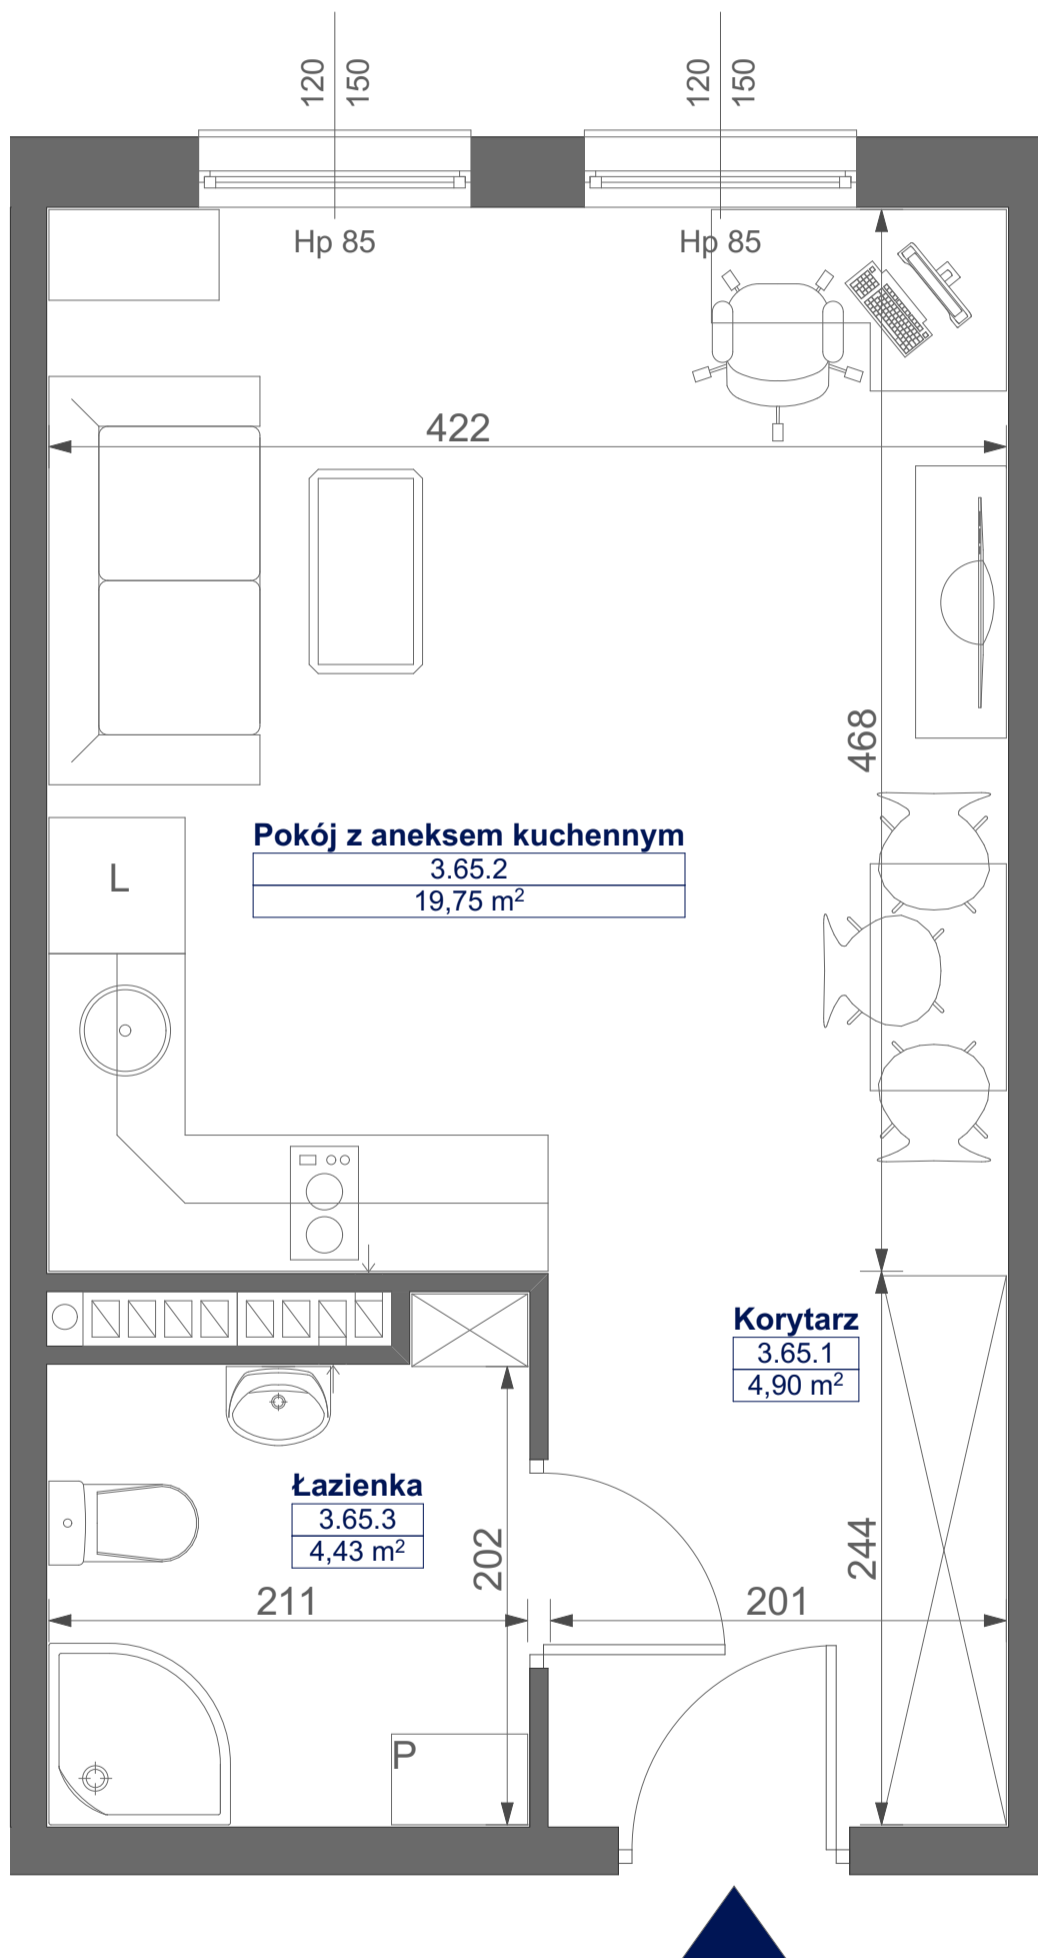 120
150
120
150
Hp 85
Hp 85
422
468
Pokój z aneksem kuchennym
3.65.2
19,75 m²
L
Korytarz
3.65.1
4,90 m²
Łazienka
3.65.3
4,43 m²
202
244
211
201
P